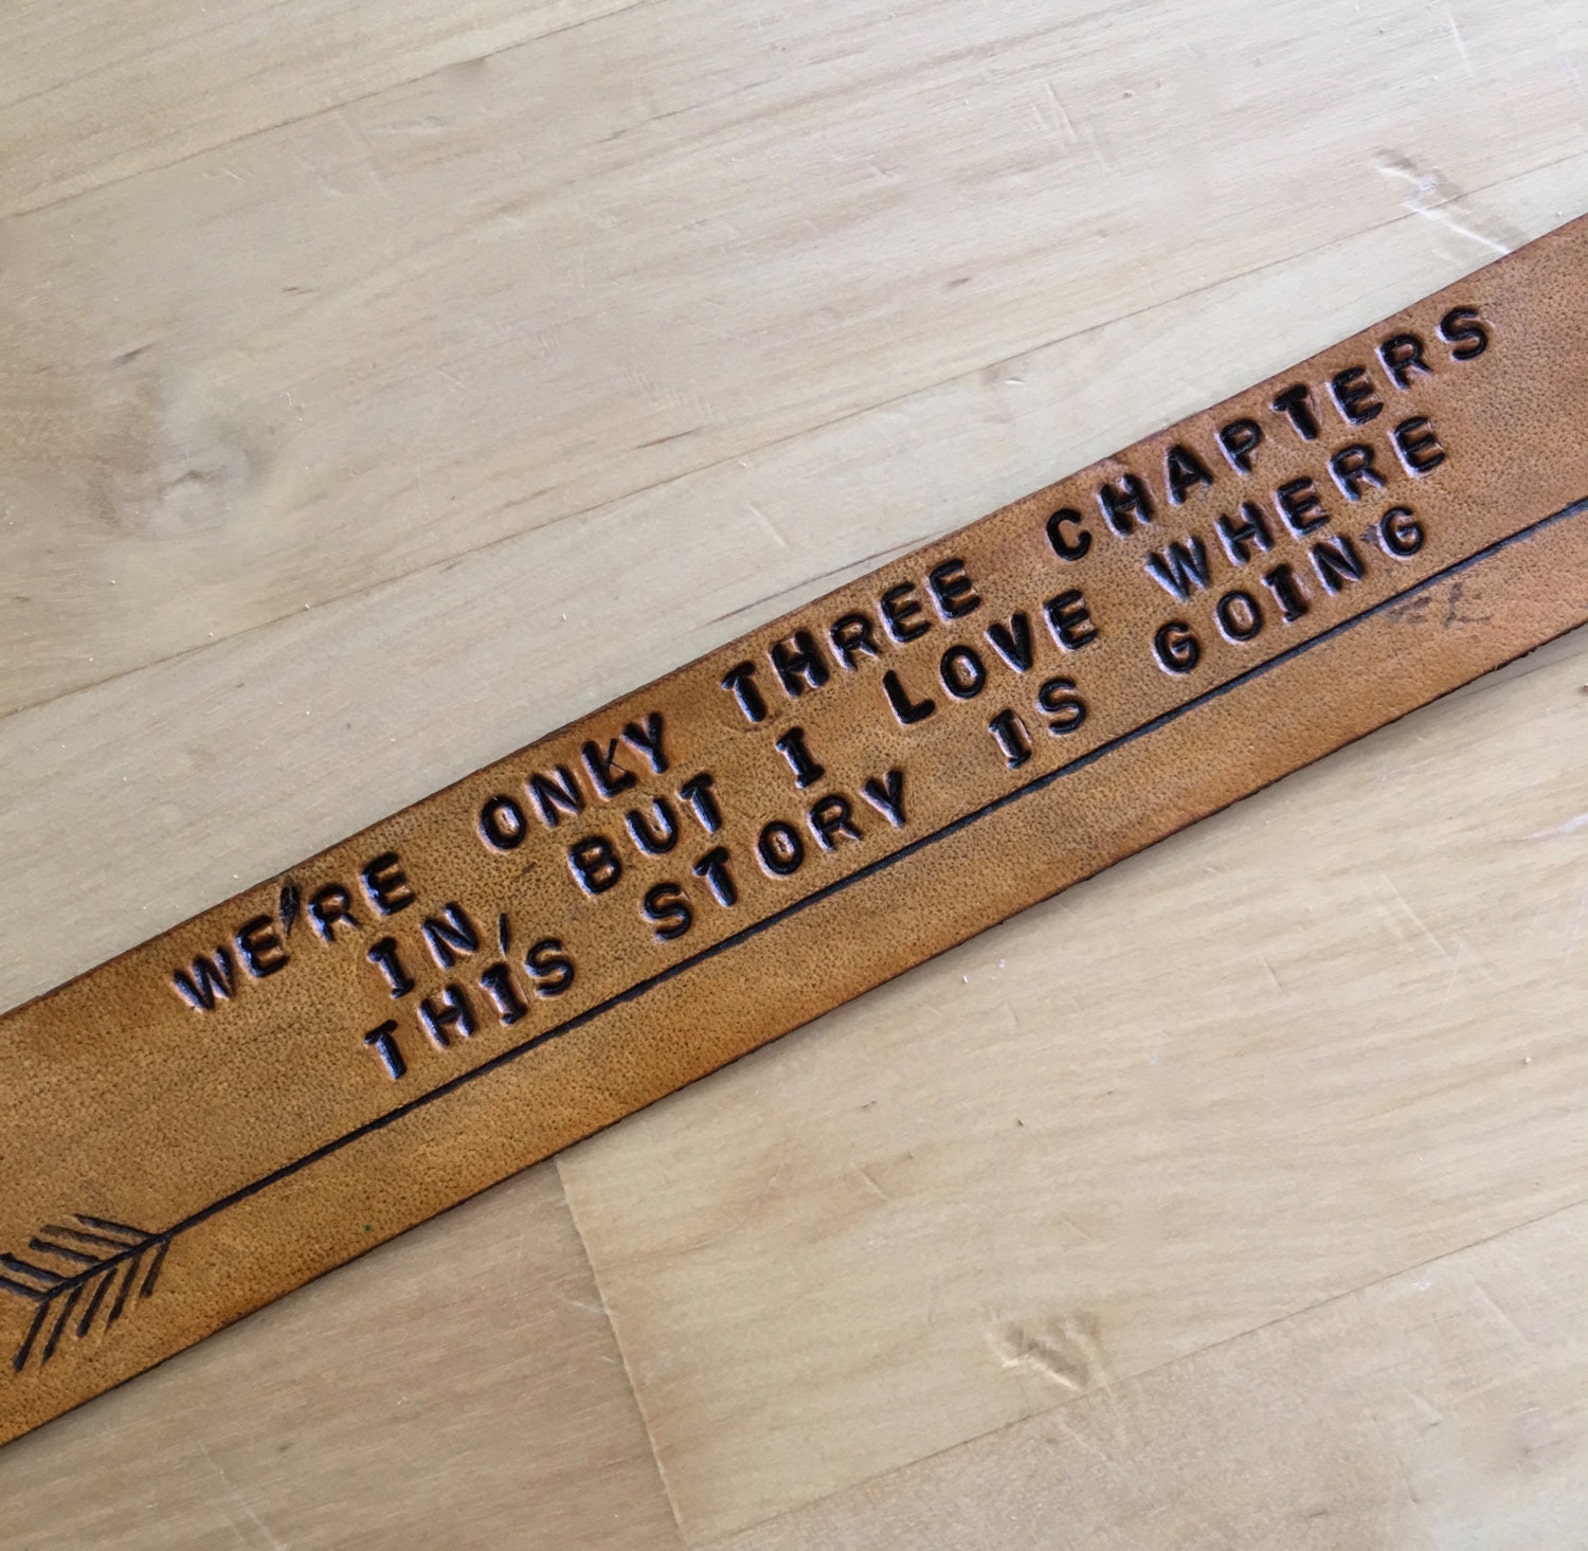 WE'RE ONLY THREE CHAPTERS
IN, BUT I LOVE WHERE
THIS STORY IS GOING